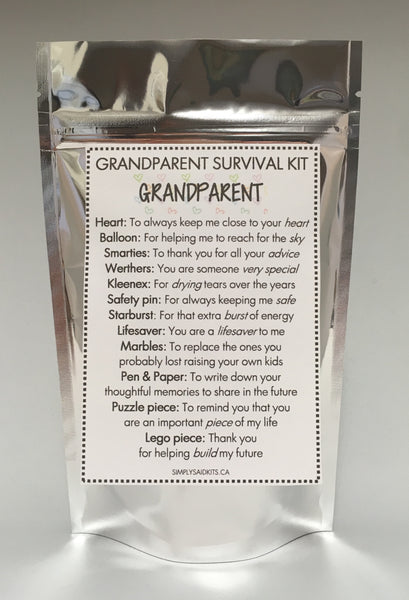 GRANDPARENT SURVIVAL KIT
GRANDPARENT
Heart: To always keep me close to your heart
Balloon: For helping me to reach for the sky
Smarties: To thank you for all your advice
Werthers: You are someone very special
Kleenex: For drying tears over the years
Safety pin: For always keeping me safe
Starburst: For that extra burst of energy
Lifesaver: You are a lifesaver to me
Marbles: To replace the ones you
probably lost raising your own kids
Pen & Paper: To write down your
thoughtful memories to share in the future
Puzzle piece: To remind you that you
are an important piece of my life
Lego piece: Thank you
for helping build my future
SIMPLYSAIDKITS.CA